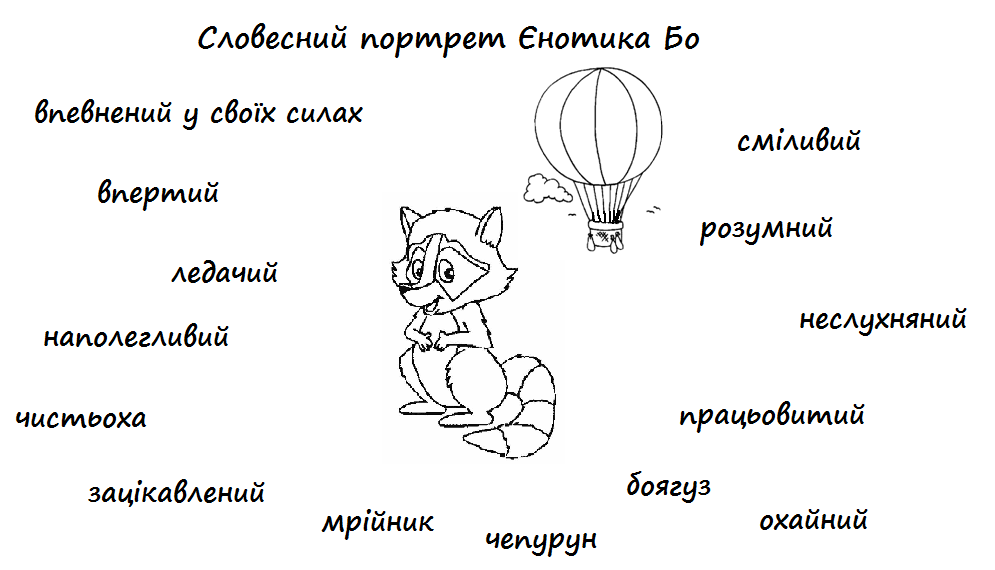 Словесний портрет Єнотика Бо
впевнений у своїх силах
сміливий
впертий
розумний
ледачий
неслухняний
наполегливий
чистьоха
працьовитий
зацікавлений
боягуз
мрійник
охайний
чепурун